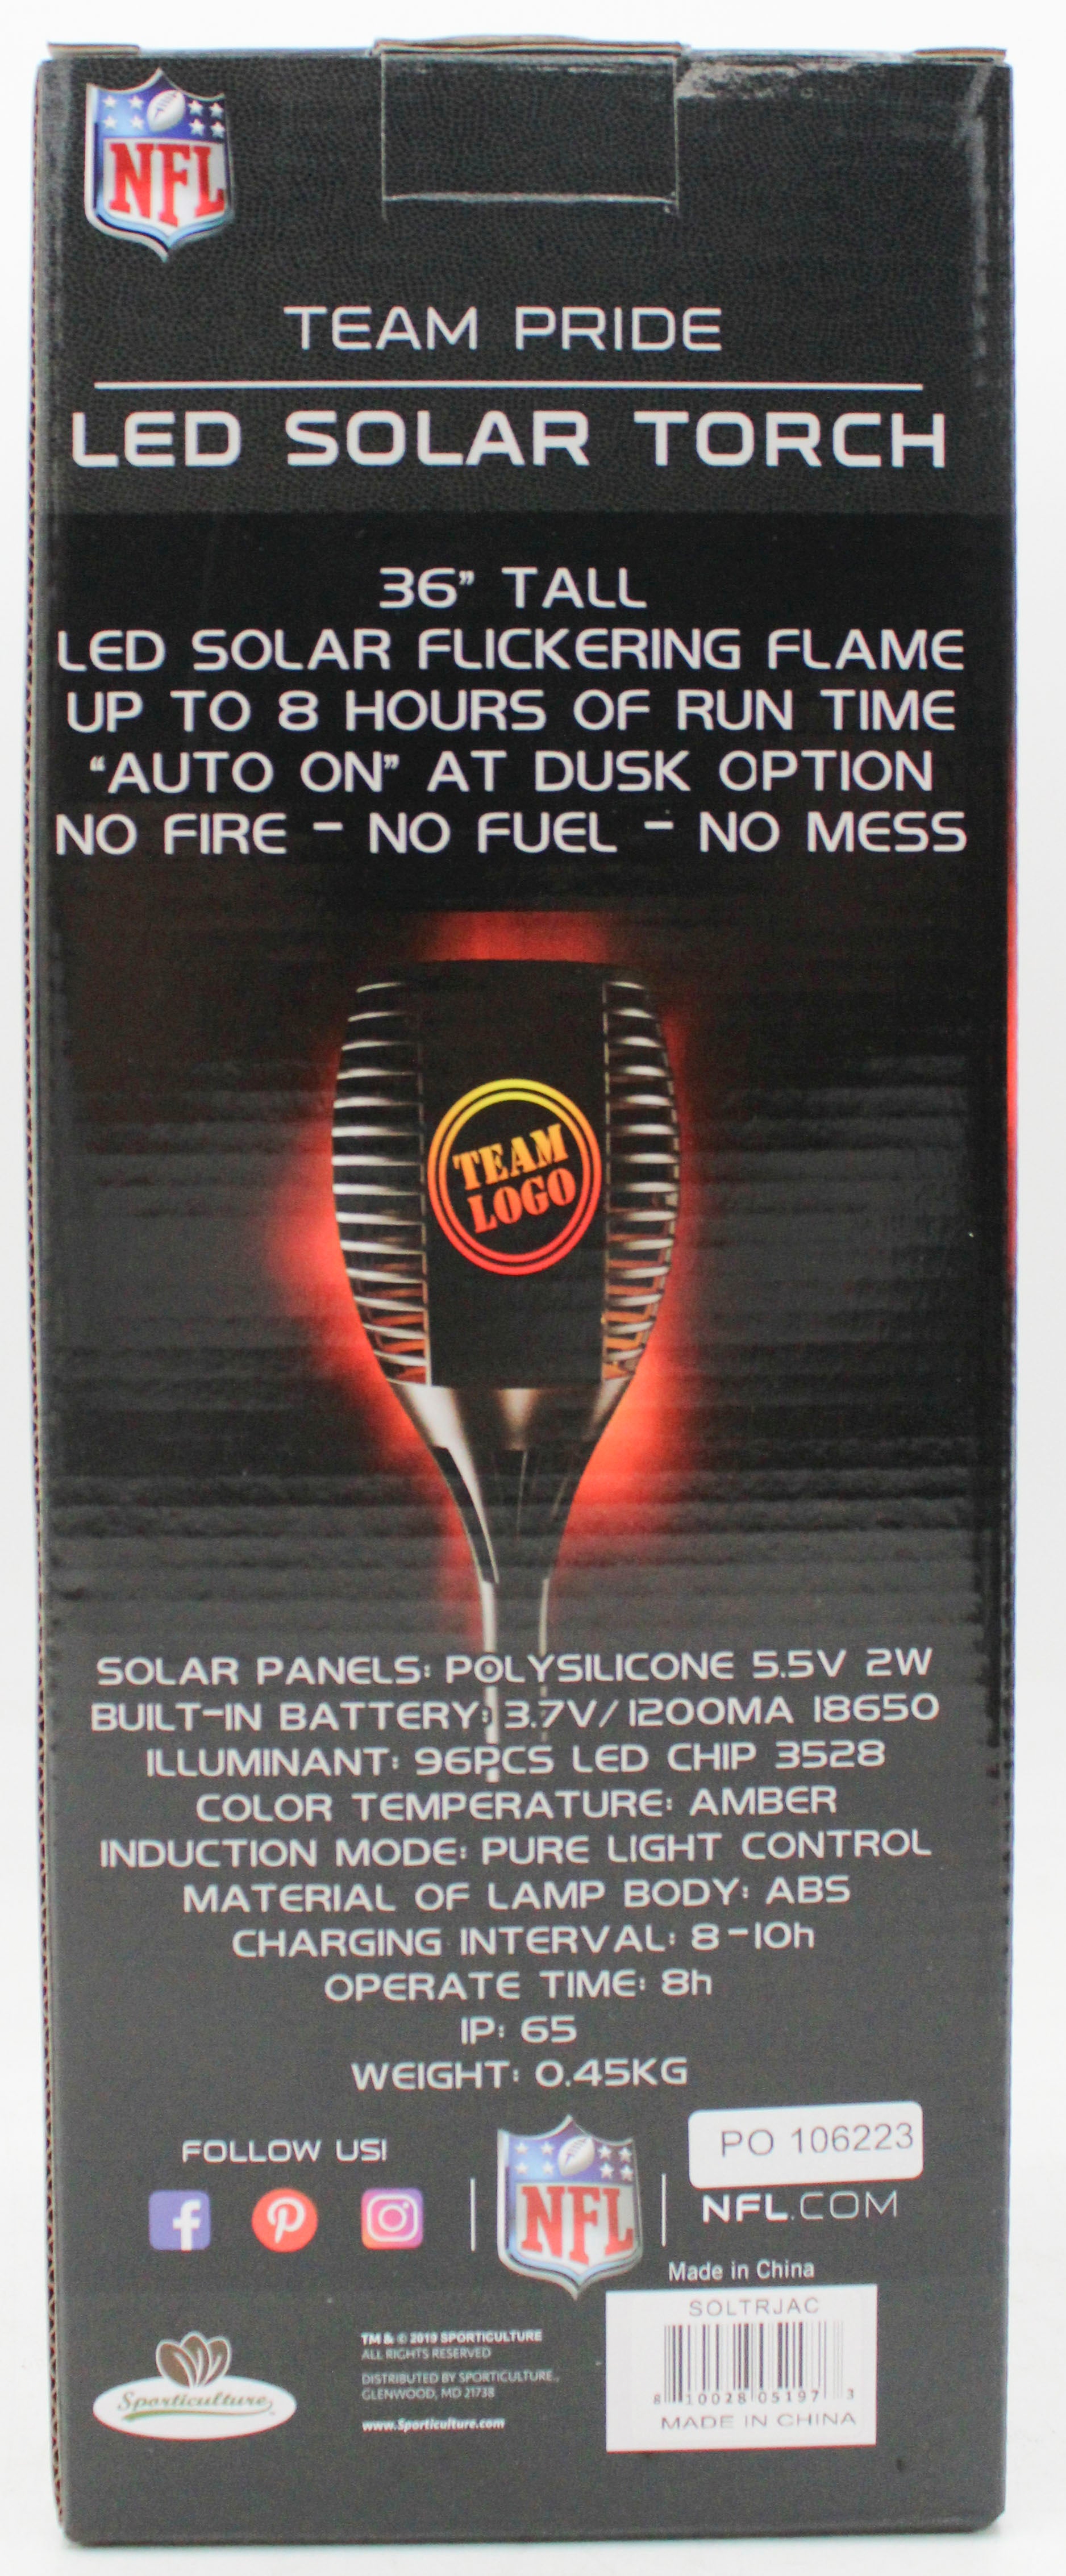 NFL
TEAM PRIDE
LED SOLAR TORCH
36” TALL
LED SOLAR FLICKERING FLAME
UP TO 8 HOURS OF RUN TIME
“AUTO ON” AT DUSK OPTION
NO FIRE - NO FUEL - NO MESS
TEAM
LOGO
SOLAR PANELS: POLYSILICONE 5.5V 2W
BUILT-IN BATTERY: 3.7V/1200MA 18650
ILLUMINANT: 96PCS LED CHIP 3528
COLOR TEMPERATURE: AMBER
INDUCTION MODE: PURE LIGHT CONTROL
MATERIAL OF LAMP BODY: ABS
CHARGING INTERVAL: 8-10h
OPERATE TIME: 8h
IP: 65
WEIGHT: 0.45KG
FOLLOW US!
NFL
PO 106223
NFL.COM
Made in China
SOLTRJAC
8 10028 05197 3
MADE IN CHINA
Sporticulture
TM & © 2019 SPORTICULTURE
ALL RIGHTS RESERVED
DISTRIBUTED BY SPORTICULTURE.,
GLENWOOD, MD 21738
www.Sporticulture.com